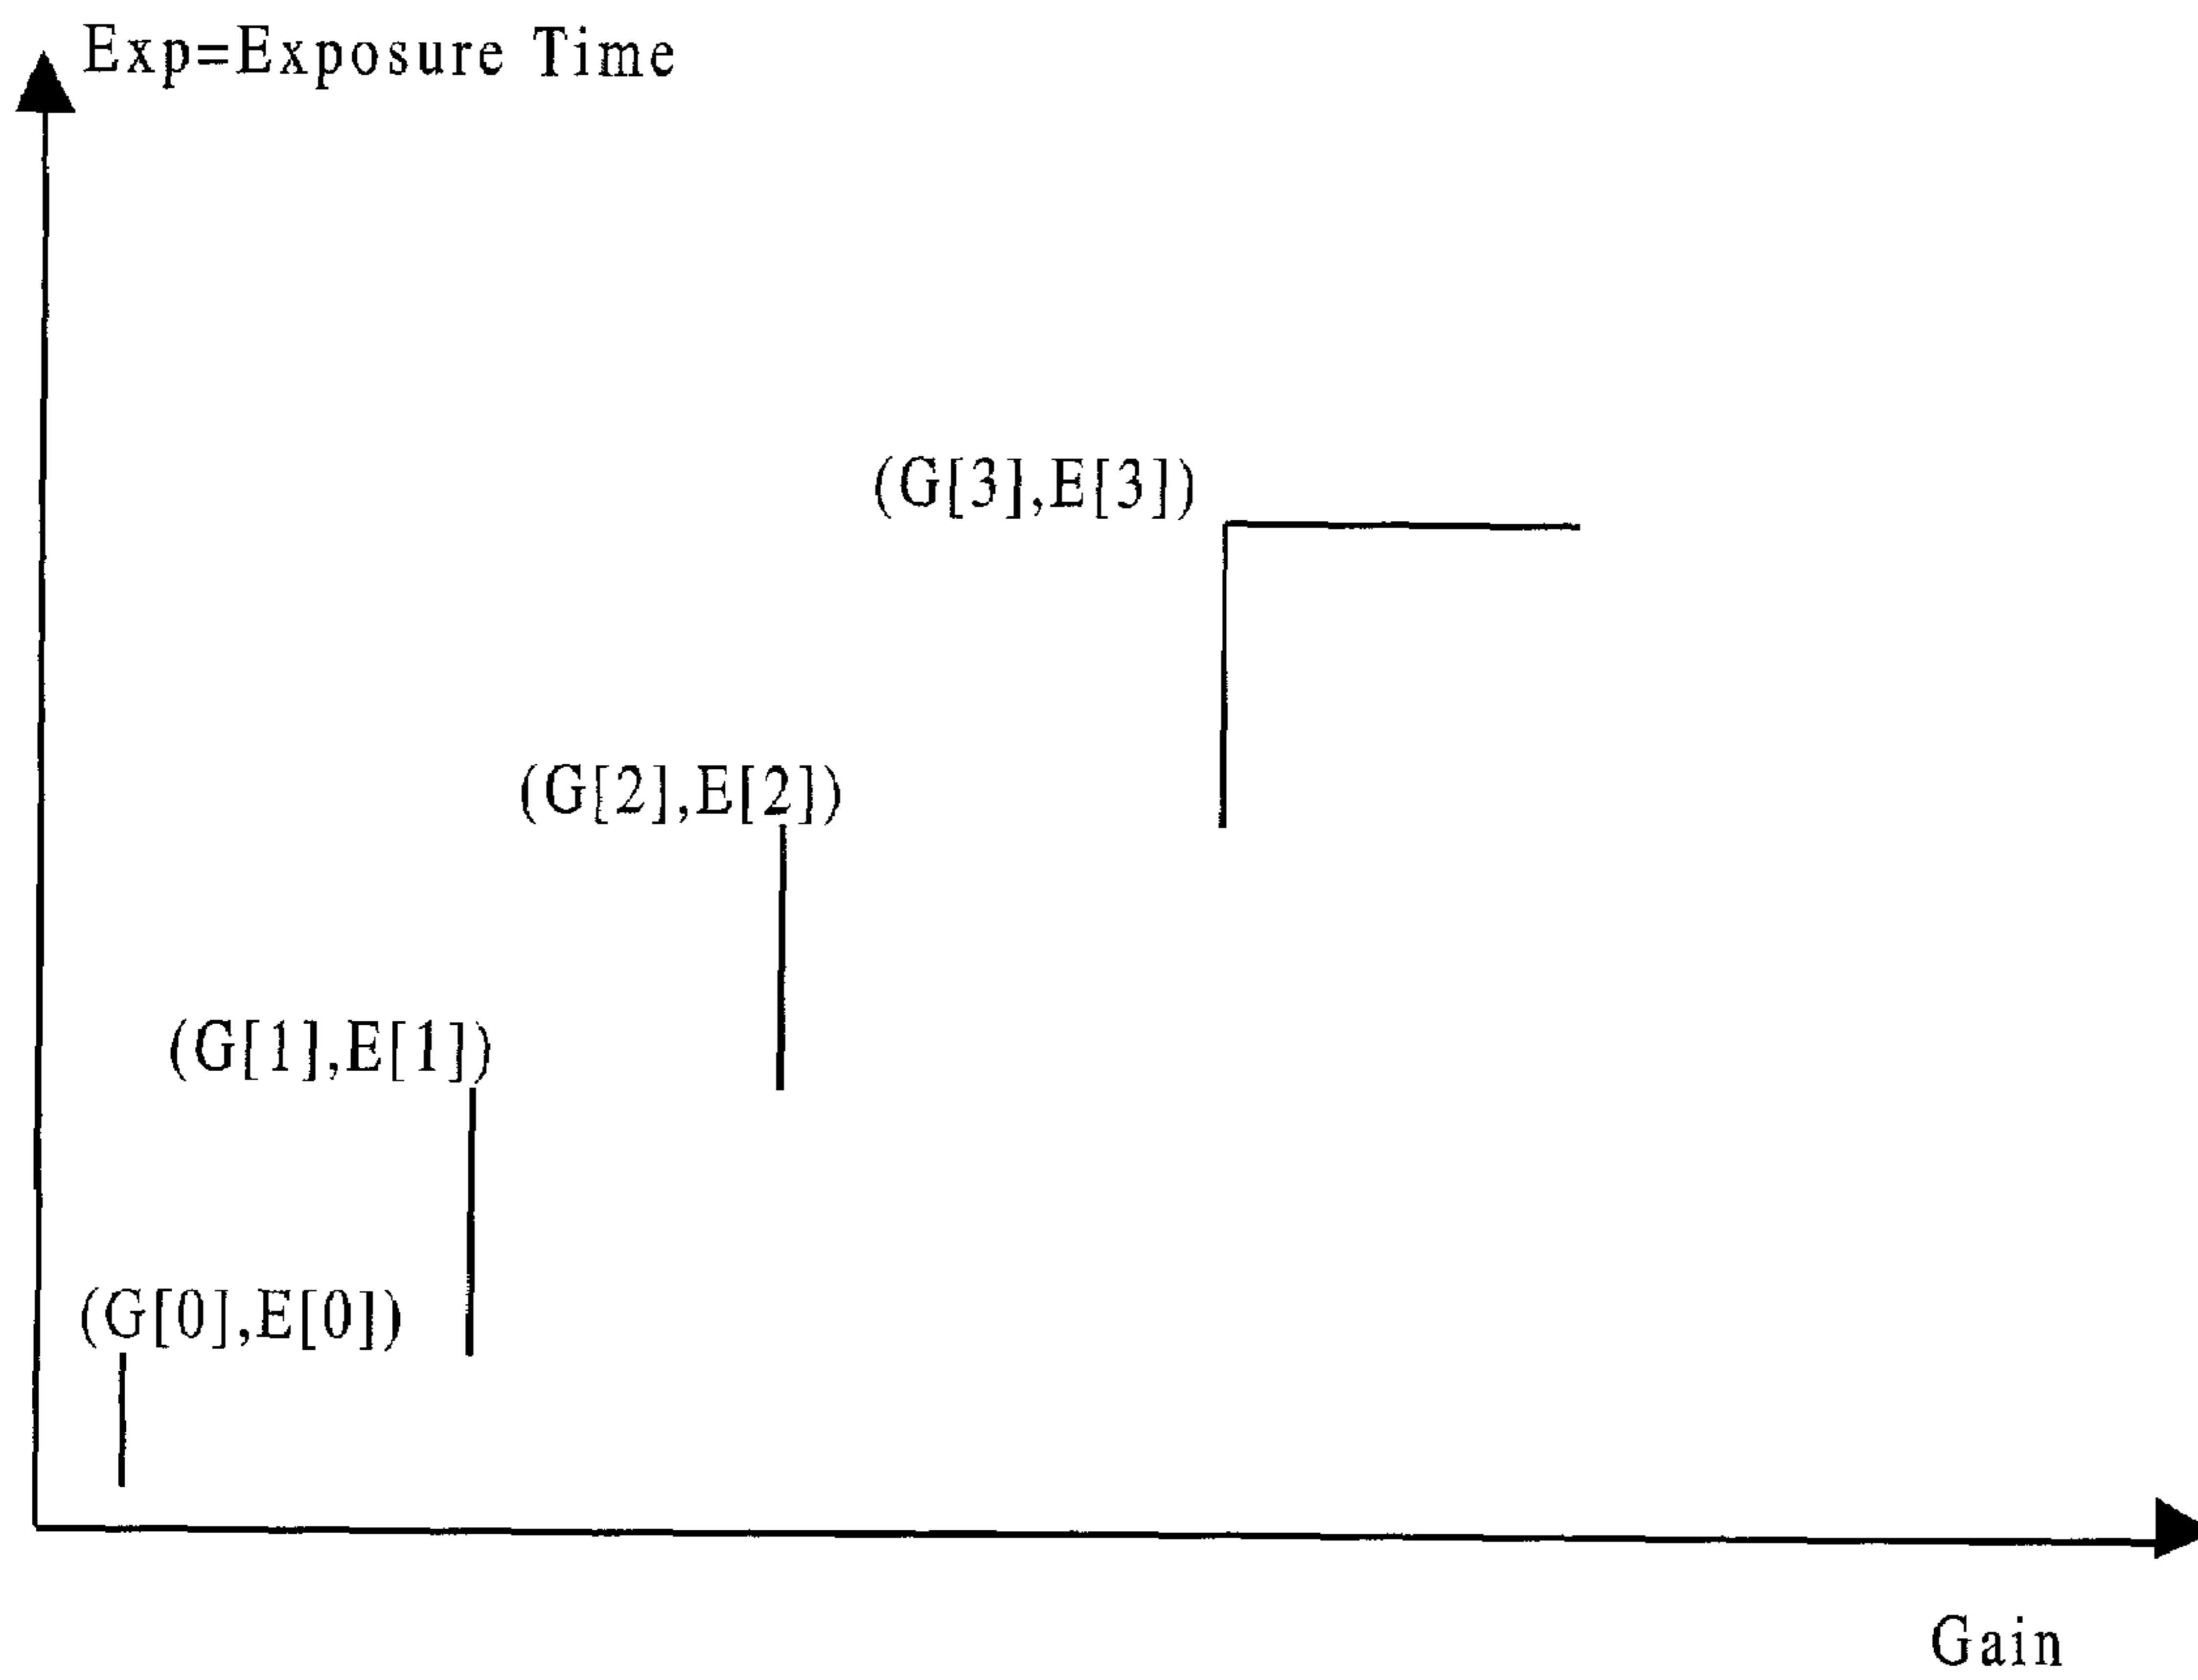 Exp=Exposure Time
(G[3],E[3])
(G[2],E[2])
(G[1],E[1])
(G[0],E[0])
Gain